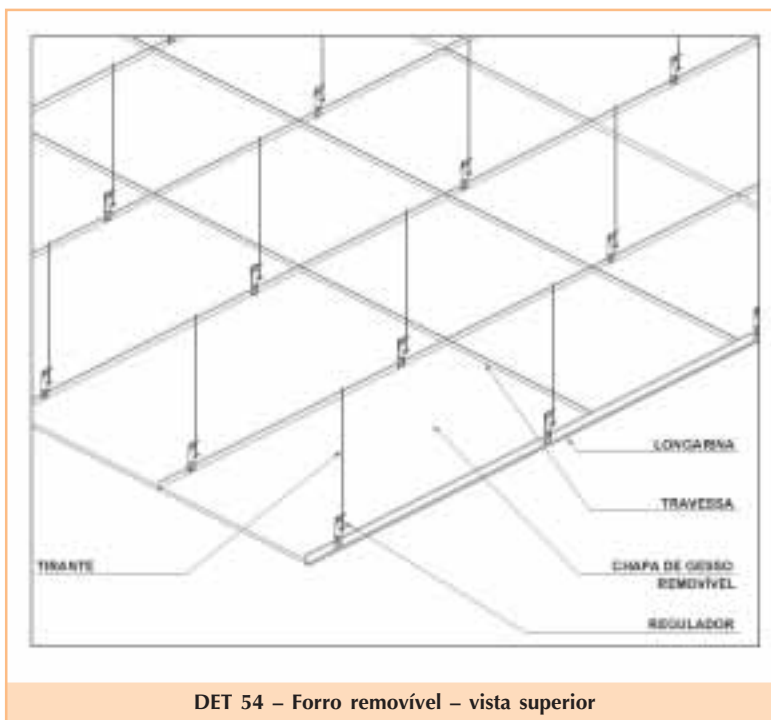 LONGARINA
TRAVESSA
TIRANTE
CHAPA DE GESSO
REMOVÍVEL
REGULADOR
DET 54 – Forro removível – vista superior